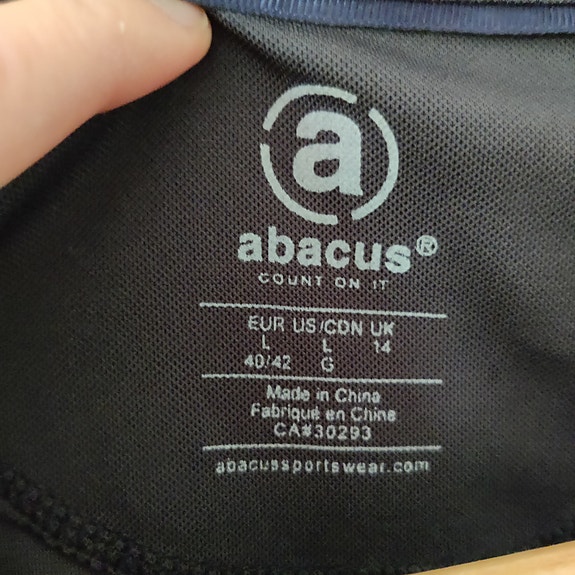 a
abacus®
COUNT ON IT
EUR US/CDN UK
L L 14
40/42 G
Made in China
Fabriqué en Chine
CA#30293
abacussportswear.com